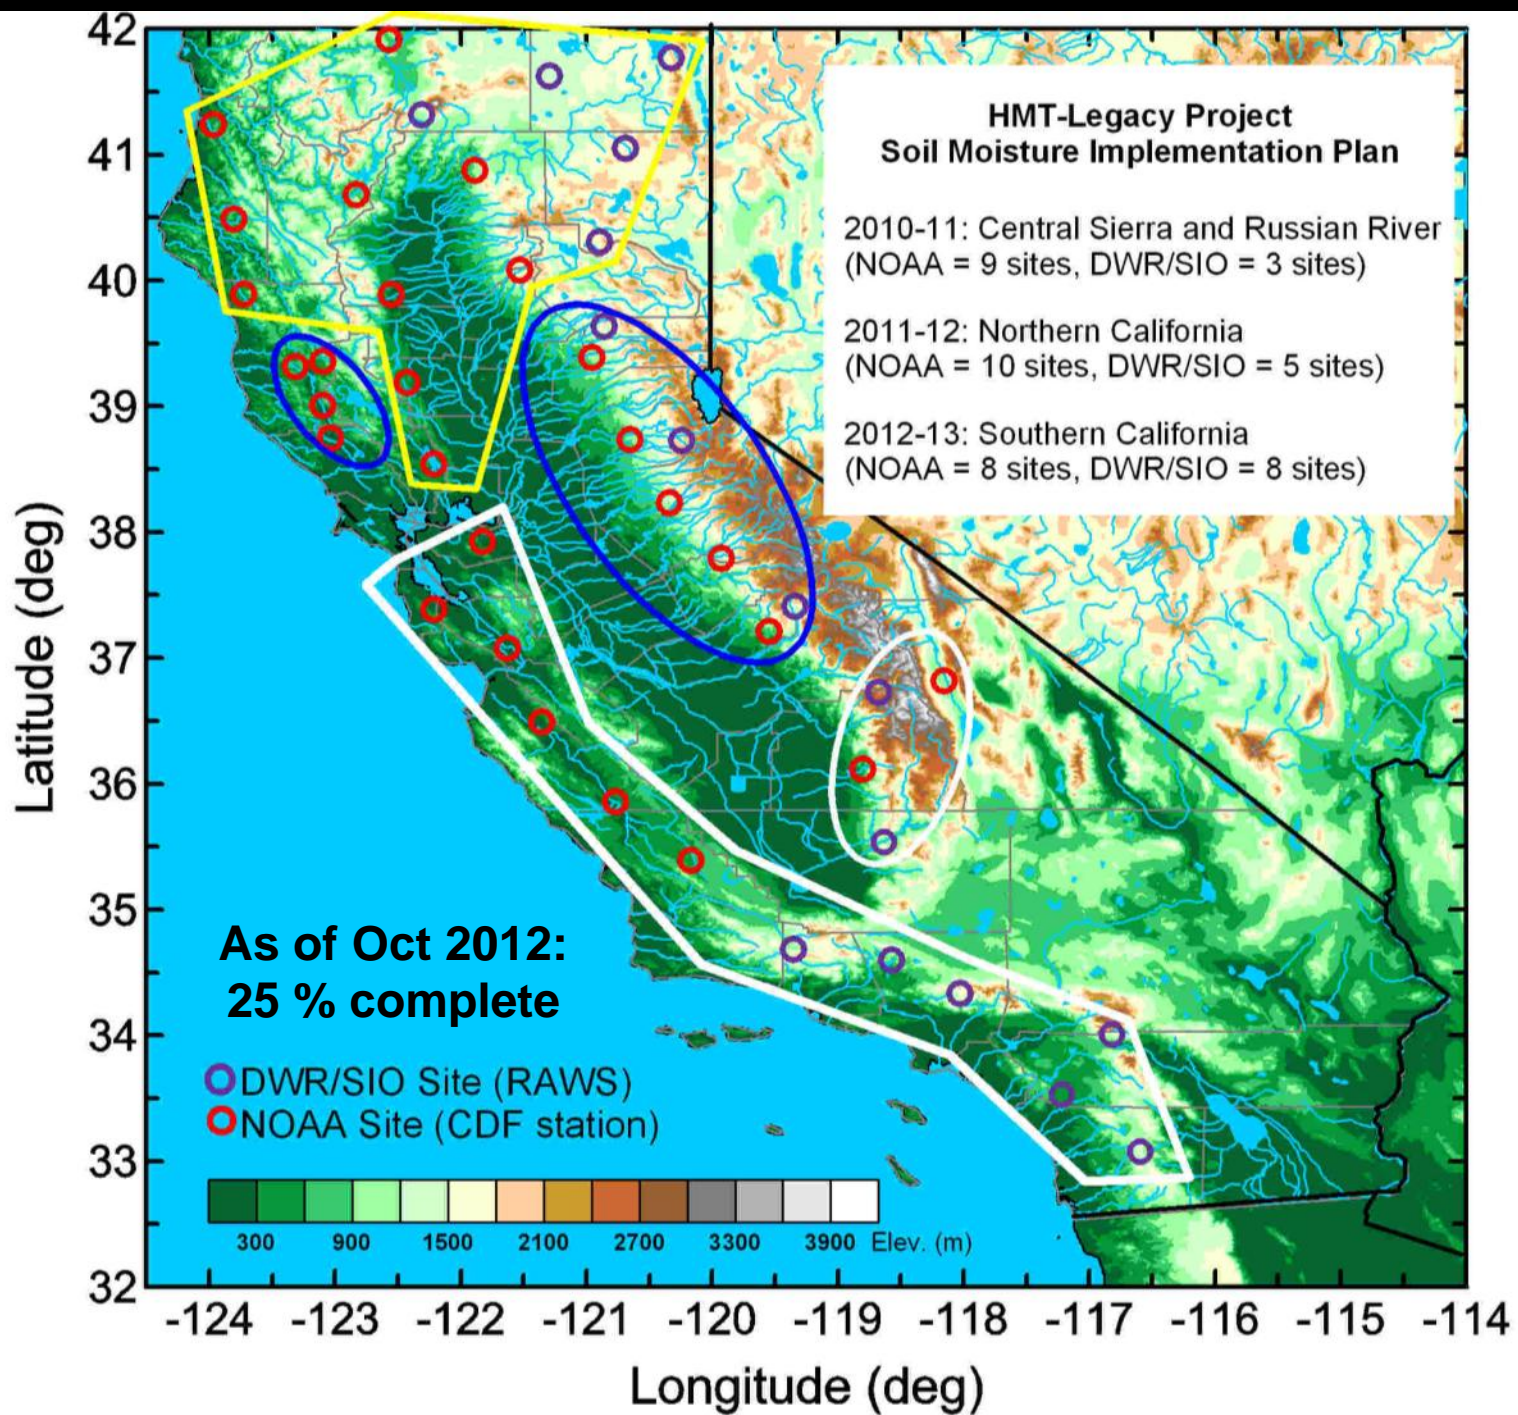 HMT-Legacy Project
Soil Moisture Implementation Plan
2010-11: Central Sierra and Russian River
(NOAA = 9 sites, DWR/SIO = 3 sites)
2011-12: Northern California
(NOAA = 10 sites, DWR/SIO = 5 sites)
2012-13: Southern California
(NOAA = 8 sites, DWR/SIO = 8 sites)
Latitude (deg)
42
41
40
39
38
37
36
35
34
33
32
As of Oct 2012:
25 % complete
DWR/SIO Site (RAWS)
NOAA Site (CDF station)
300 900 1500 2100 2700 3300 3900 Elev. (m)
-124 -123 -122 -121 -120 -119 -118 -117 -116 -115 -114
Longitude (deg)